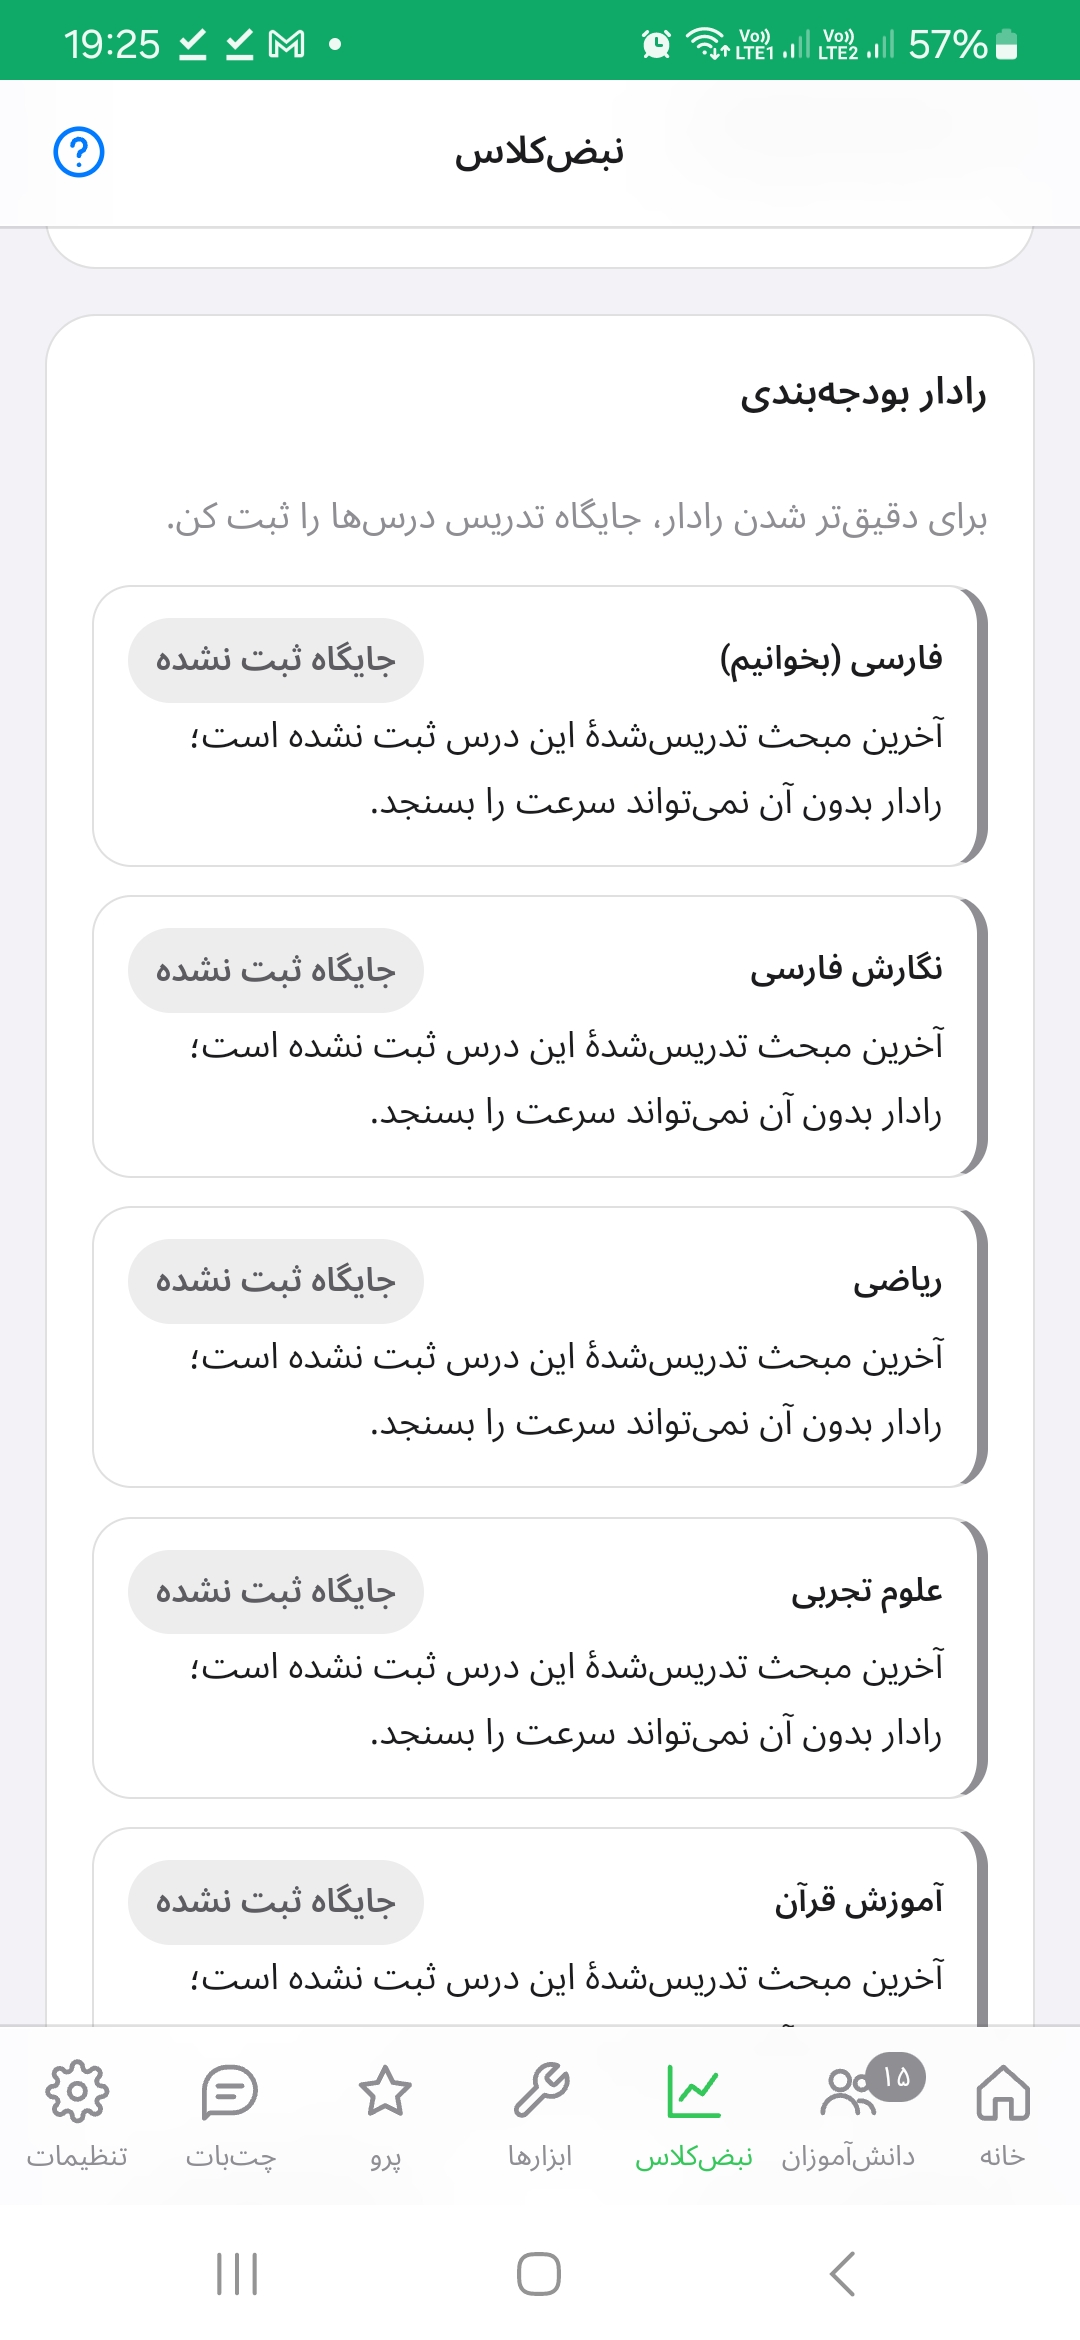 19:25
Vo)) LTE1 Vo)) LTE2 57%
نبض‌کلاس
رادار بودجه‌بندی
برای دقیق‌تر شدن رادار، جایگاه تدریس درس‌ها را ثبت کن.
فارسی (بخوانیم)
جایگاه ثبت نشده
آخرین مبحث تدریس‌شدهٔ این درس ثبت نشده است؛
رادار بدون آن نمی‌تواند سرعت را بسنجد.
نگارش فارسی
جایگاه ثبت نشده
آخرین مبحث تدریس‌شدهٔ این درس ثبت نشده است؛
رادار بدون آن نمی‌تواند سرعت را بسنجد.
ریاضی
جایگاه ثبت نشده
آخرین مبحث تدریس‌شدهٔ این درس ثبت نشده است؛
رادار بدون آن نمی‌تواند سرعت را بسنجد.
علوم تجربی
جایگاه ثبت نشده
آخرین مبحث تدریس‌شدهٔ این درس ثبت نشده است؛
رادار بدون آن نمی‌تواند سرعت را بسنجد.
آموزش قرآن
جایگاه ثبت نشده
آخرین مبحث تدریس‌شدهٔ این درس ثبت نشده است؛
۱۵
خانه
دانش‌آموزان
نبض‌کلاس
ابزارها
پرو
چت‌بات
تنظیمات